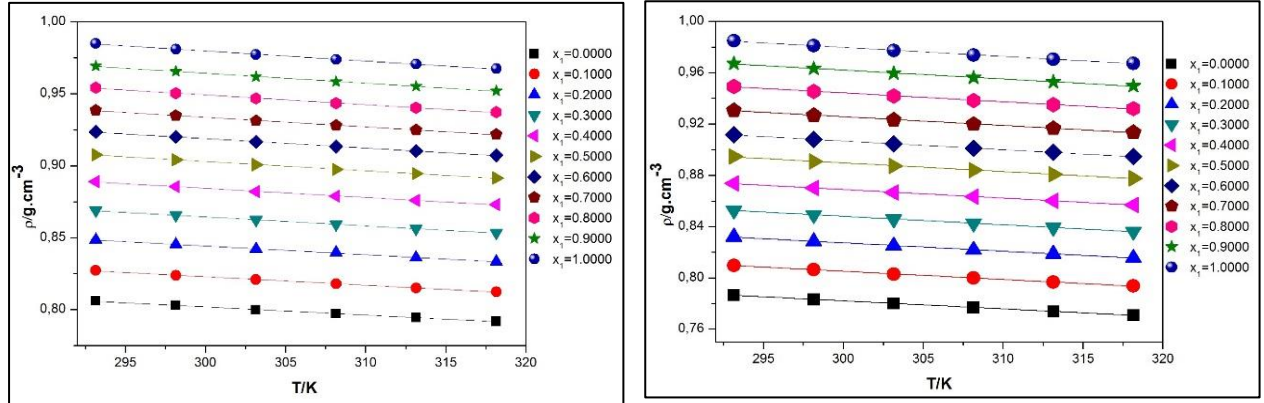 1,00
0,95
0,90
0,85
0,80
ρ/g.cm-3
295 300 305 310 315 320
T/K
x1=0.0000
x1=0.1000
x1=0.2000
x1=0.3000
x1=0.4000
x1=0.5000
x1=0.6000
x1=0.7000
x1=0.8000
x1=0.9000
x1=1.0000
1,00
0,96
0,92
0,88
0,84
0,80
0,76
ρ/g.cm-3
295 300 305 310 315 320
T/K
x1=0.0000
x1=0.1000
x1=0.2000
x1=0.3000
x1=0.4000
x1=0.5000
x1=0.6000
x1=0.7000
x1=0.8000
x1=0.9000
x1=1.0000